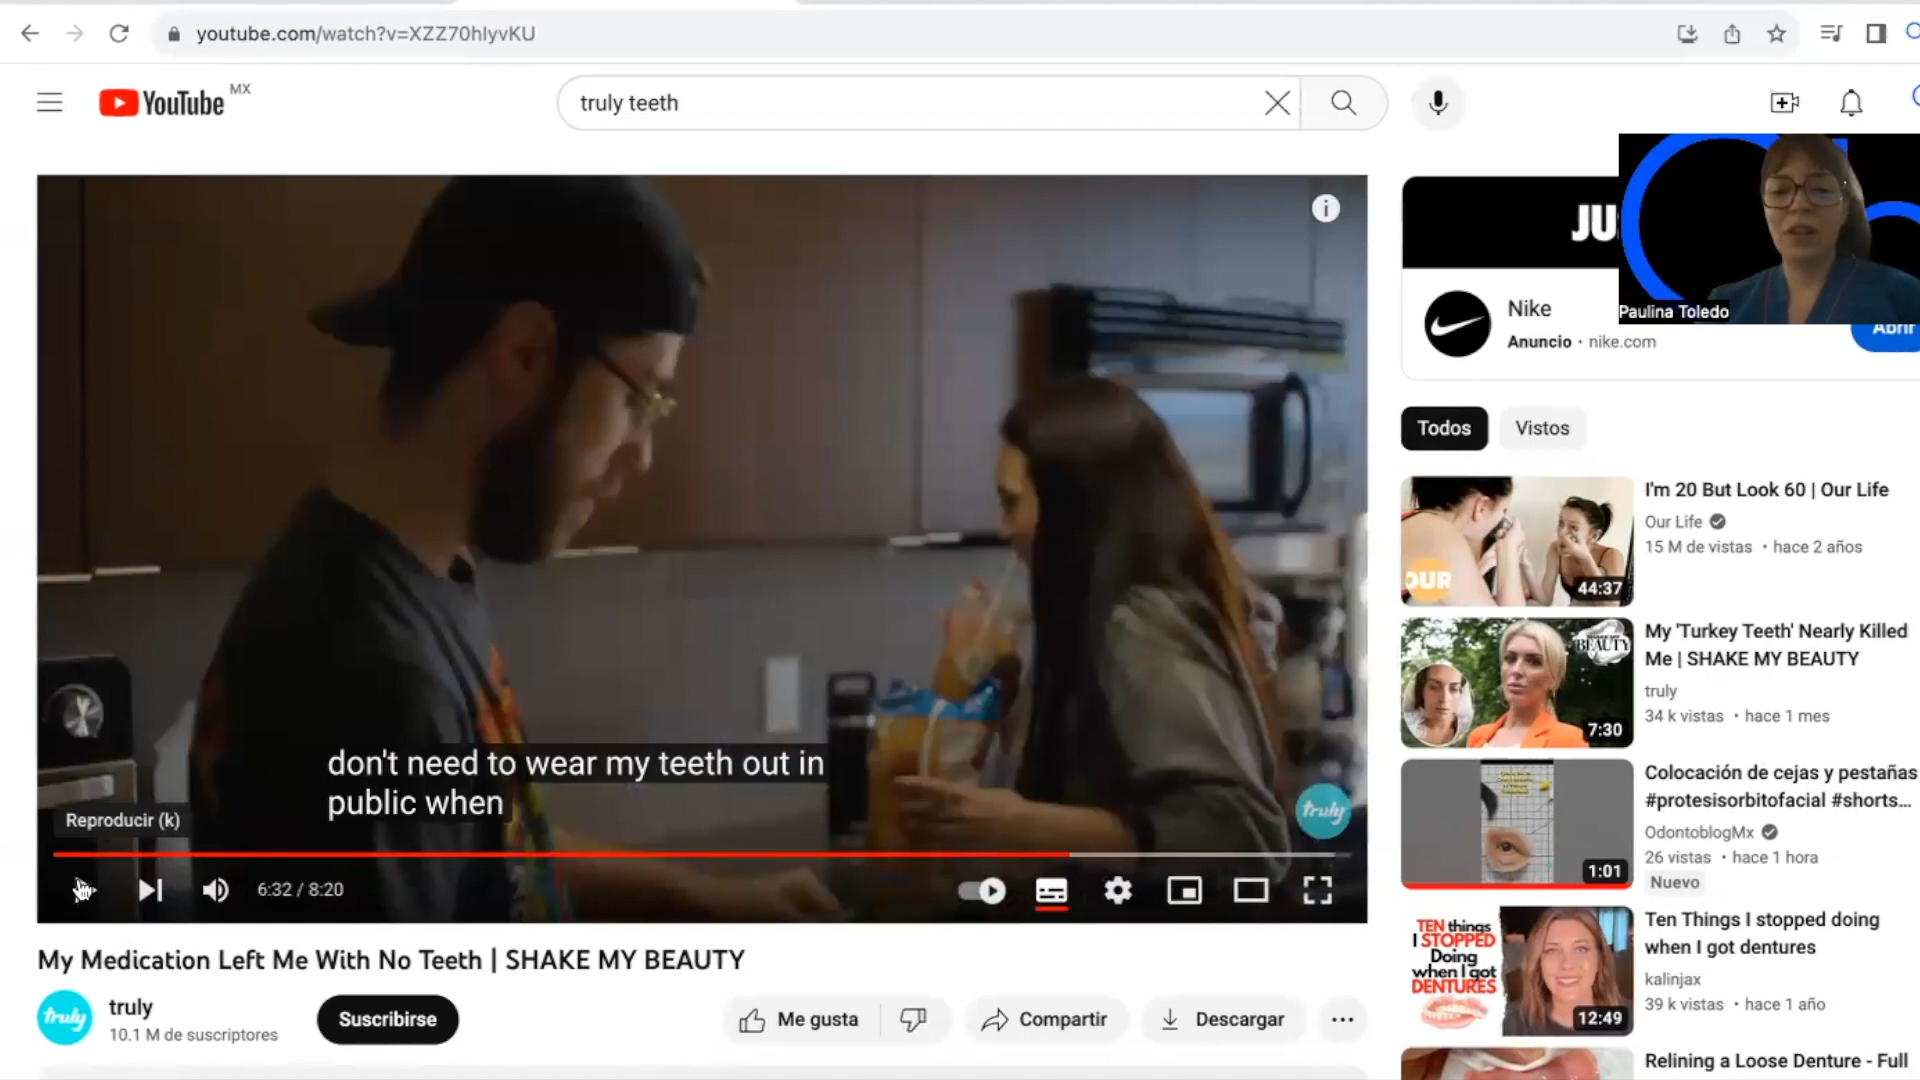 youtube.com/watch?v=XZZ70hIyvKU
YouTube MX
truly teeth
JU
Nike
Anuncio · nike.com
Abrir
Paulina Toledo
don't need to wear my teeth out in
public when
truly
Reproducir (k)
6:32 / 8:20
My Medication Left Me With No Teeth | SHAKE MY BEAUTY
truly
truly
10.1 M de suscriptores
Suscribirse
Me gusta
Compartir
Descargar
Todos
Vistos
OUR
44:37
I'm 20 But Look 60 | Our Life
Our Life
15 M de vistas · hace 2 años
BEAUTY
7:30
My 'Turkey Teeth' Nearly Killed
Me | SHAKE MY BEAUTY
truly
34 k vistas · hace 1 mes
1:01
Colocación de cejas y pestañas
#protesisorbitofacial #shorts...
OdontoblogMx
26 vistas · hace 1 hora
Nuevo
TEN things
I STOPPED
Doing
when I got
DENTURES
12:49
Ten Things I stopped doing
when I got dentures
kalinjax
39 k vistas · hace 1 año
Relining a Loose Denture - Full